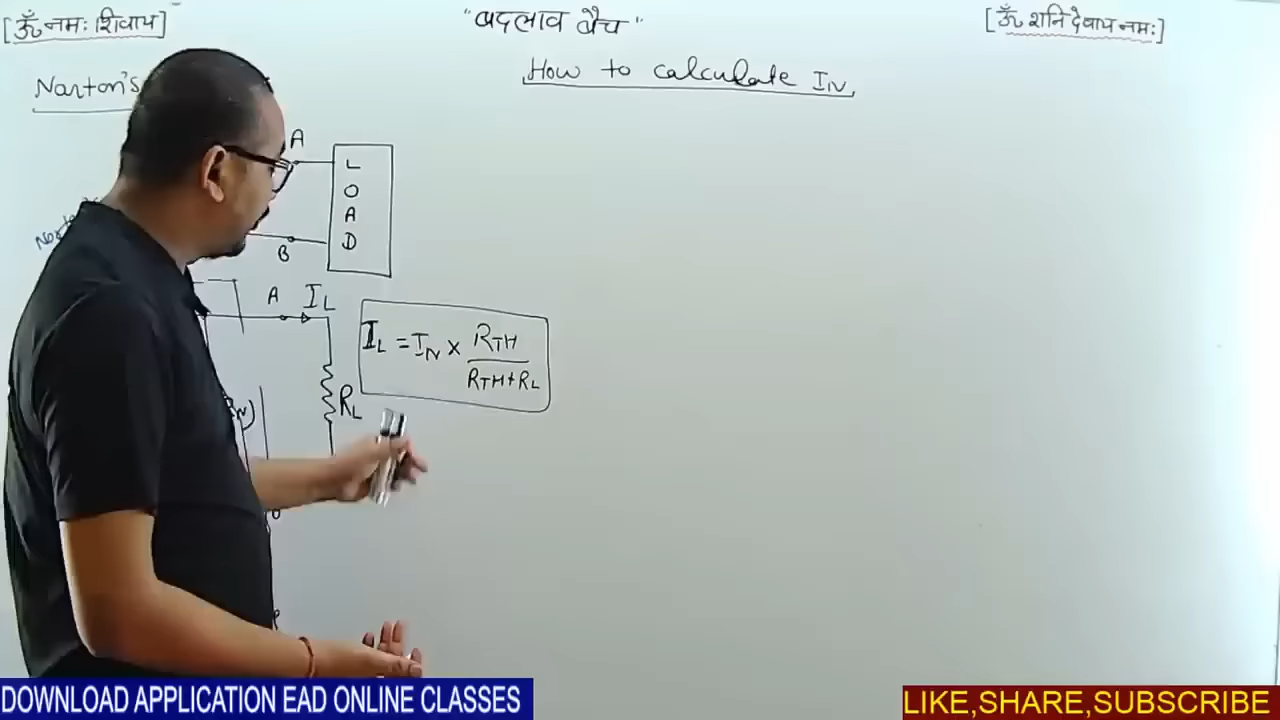 [ॐ नमः शिवाय]
"बदलाव बैच"
[ॐ शनि देवाय नमः]
Norton's
How to calculate IN
A
L
O
A
D
B
A
IL
IL = IN × RTH
RTH+RL
RL
DOWNLOAD APPLICATION EAD ONLINE CLASSES
LIKE,SHARE,SUBSCRIBE